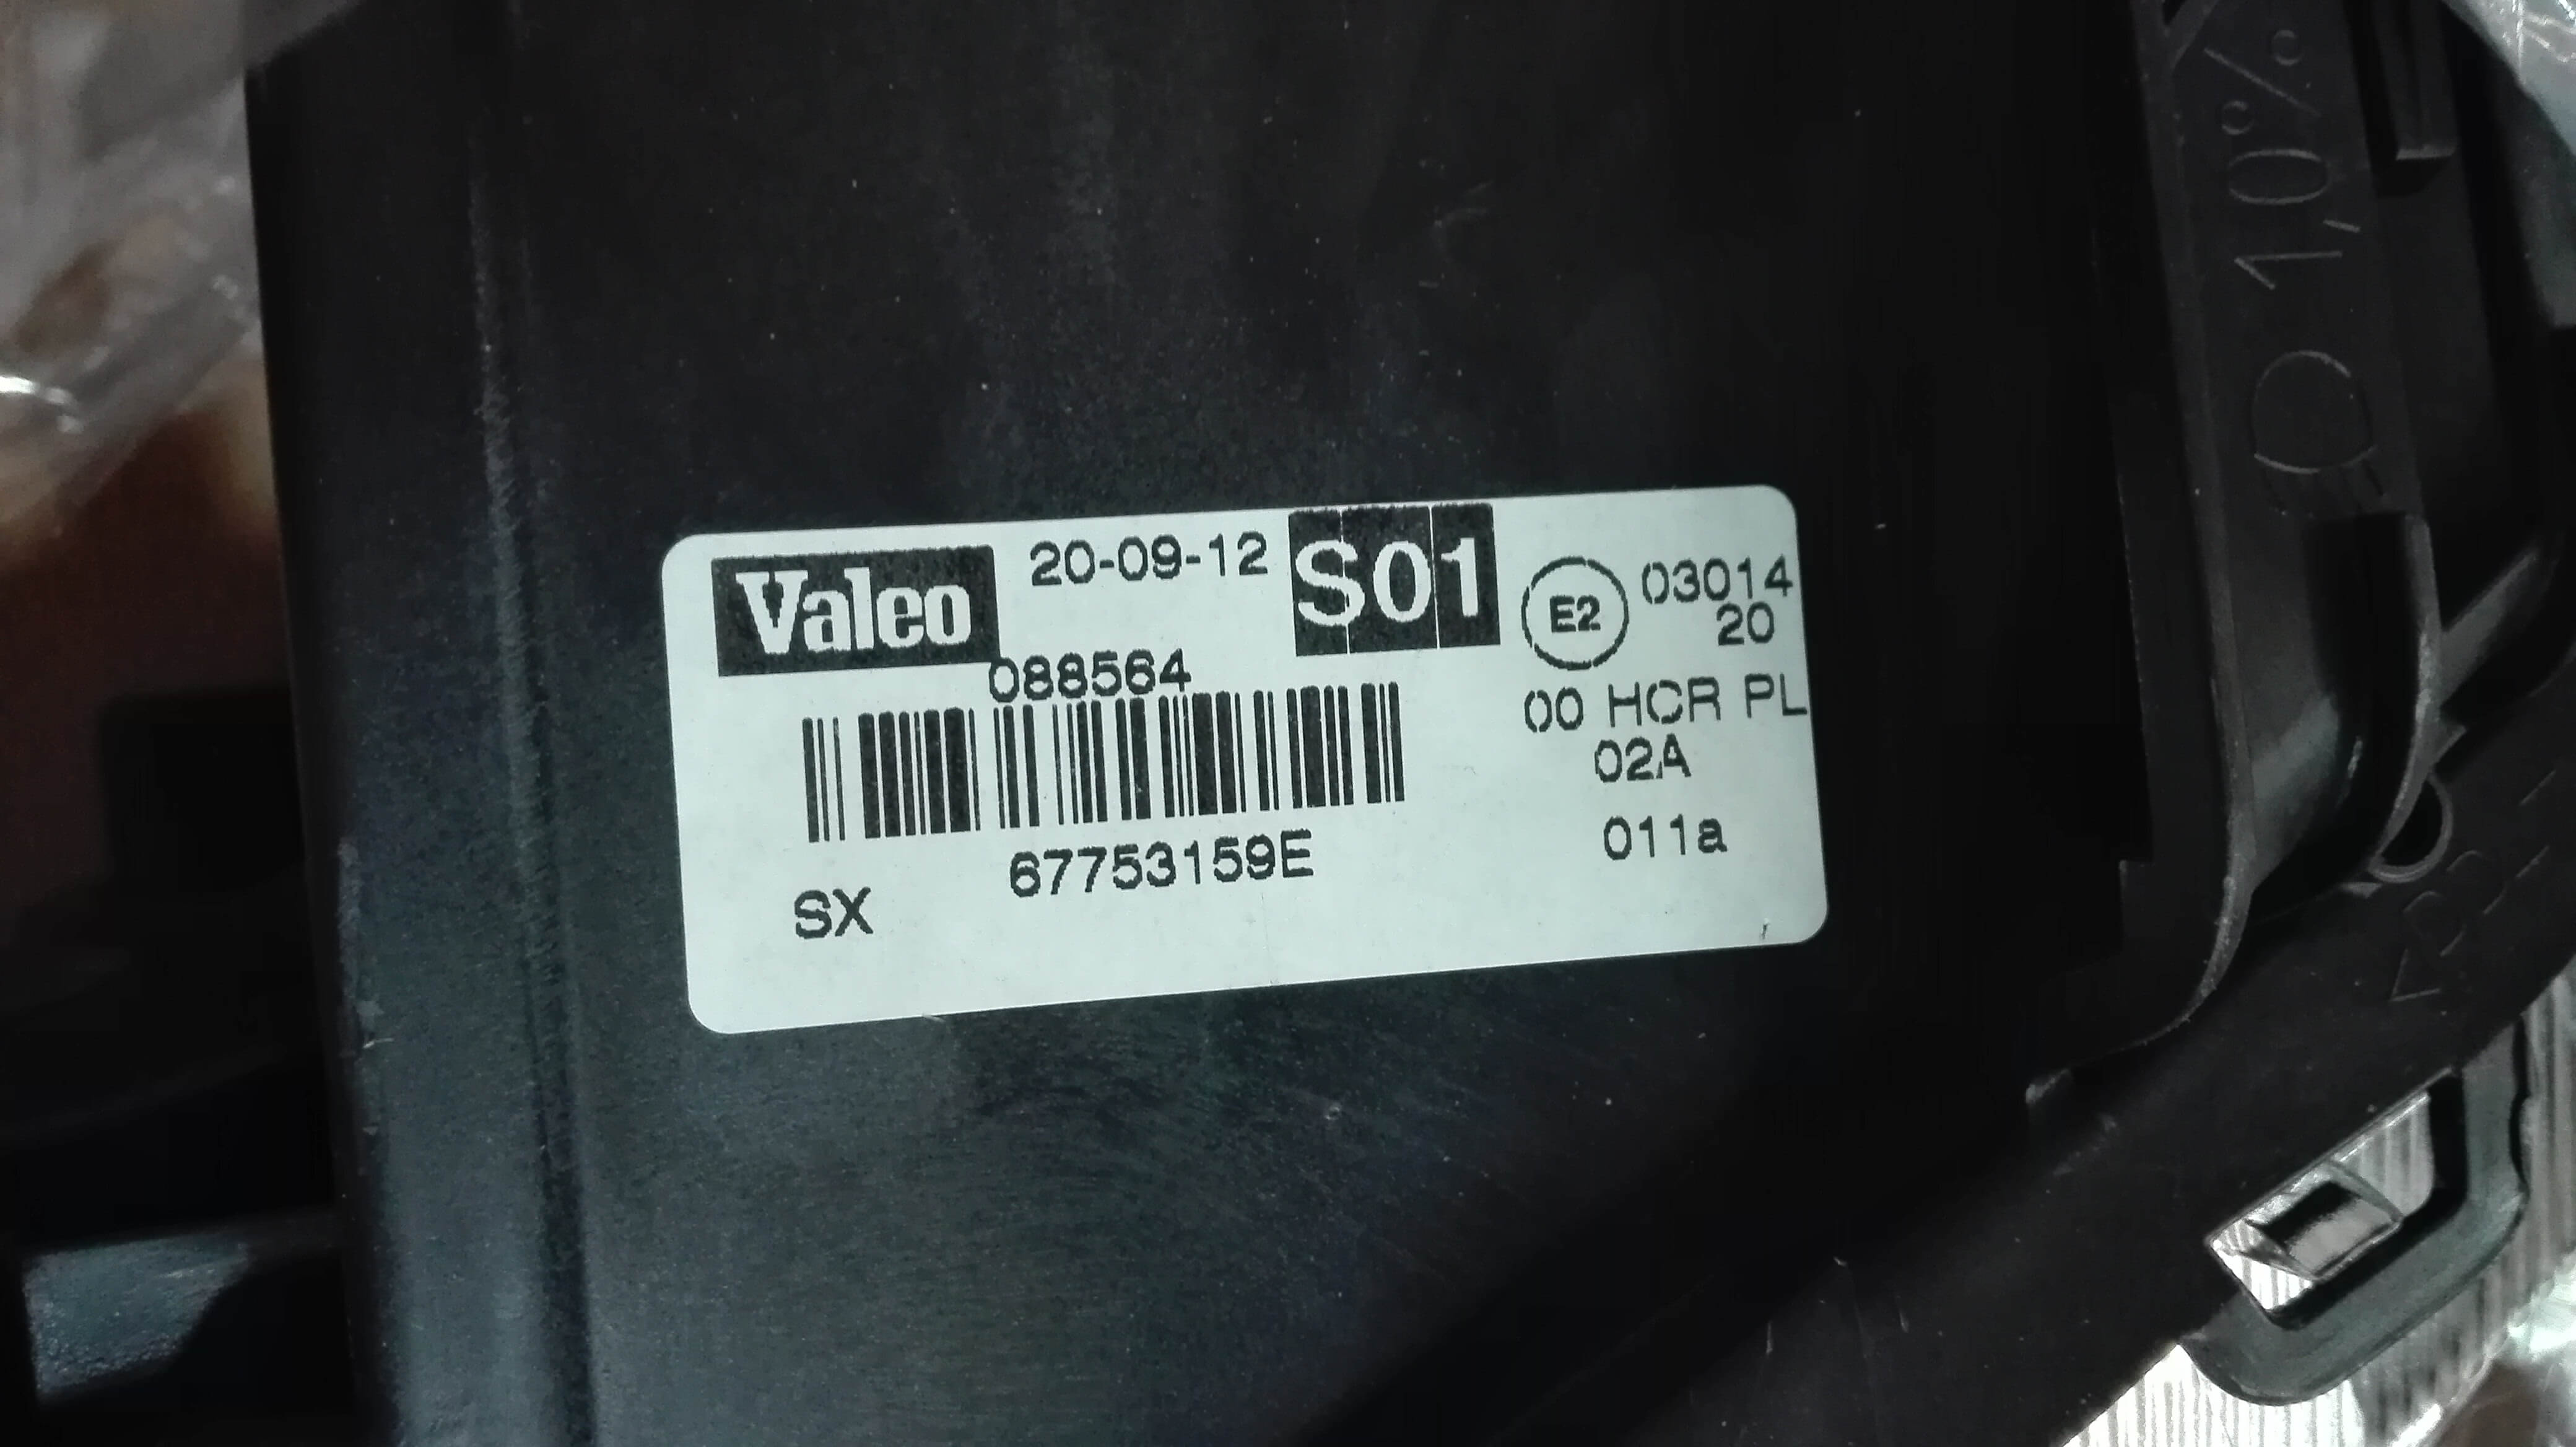 Valeo 20-09-12 S01
088564
67753159E
SX
E2 03014
20
00 HCR PL
02A
011a
1,0%